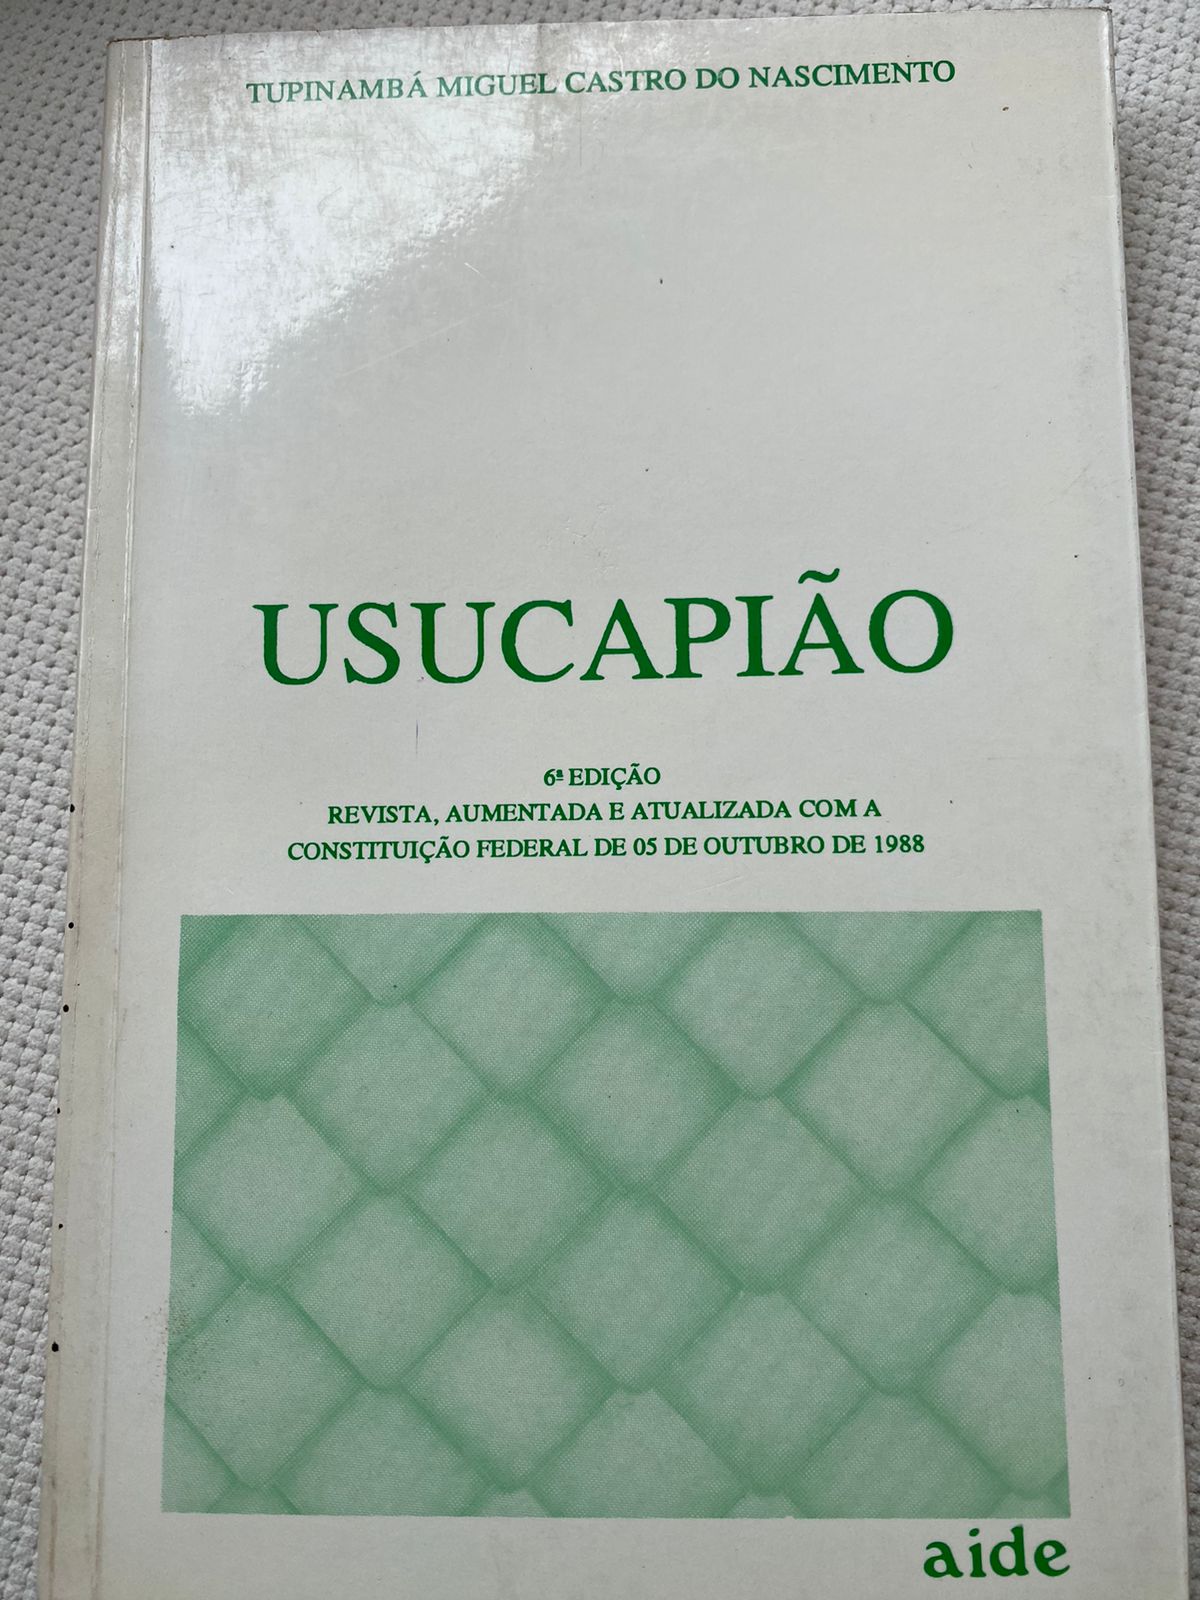 TUPINAMBÁ MIGUEL CASTRO DO NASCIMENTO
USUCAPIÃO
6ª EDIÇÃO
REVISTA, AUMENTADA E ATUALIZADA COM A
CONSTITUIÇÃO FEDERAL DE 05 DE OUTUBRO DE 1988
aide